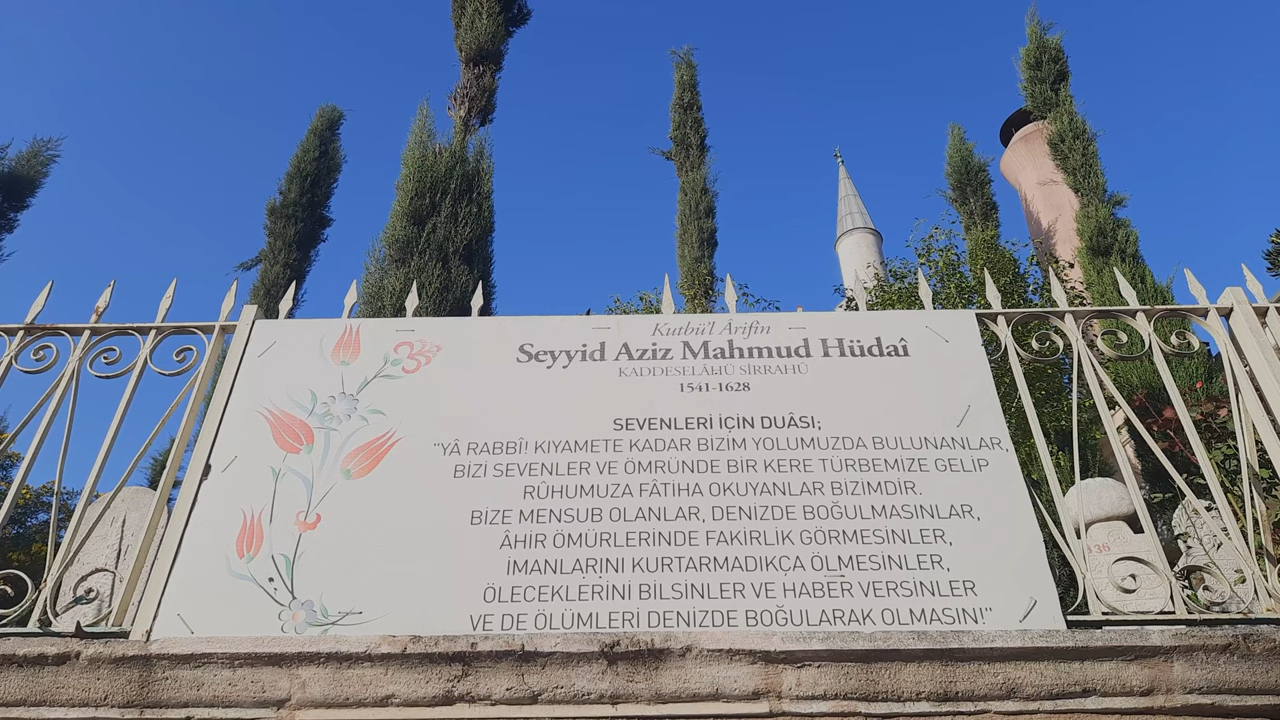 Kutbü'l Ârifîn
Seyyid Aziz Mahmud Hüdaî
KADDESELÂHÜ SIRRAHÛ
1541-1628
SEVENLERİ İÇİN DUÂSI;
"YÂ RABBÎ! KIYAMETE KADAR BİZİM YOLUMUZDA BULUNANLAR,
BİZİ SEVENLER VE ÖMRÜNDE BİR KERE TÜRBEMİZE GELİP
RÛHUMUZA FÂTİHA OKUYANLAR BİZİMDİR.
BİZE MENSUB OLANLAR, DENİZDE BOĞULMASINLAR,
ÂHİR ÖMÜRLERİNDE FAKİRLİK GÖRMESİNLER,
İMANLARINI KURTARMADIKÇA ÖLMESİNLER,
ÖLECEKLERİNİ BİLSİNLER VE HABER VERSİNLER
VE DE ÖLÜMLERİ DENİZDE BOĞULARAK OLMASIN!"
136